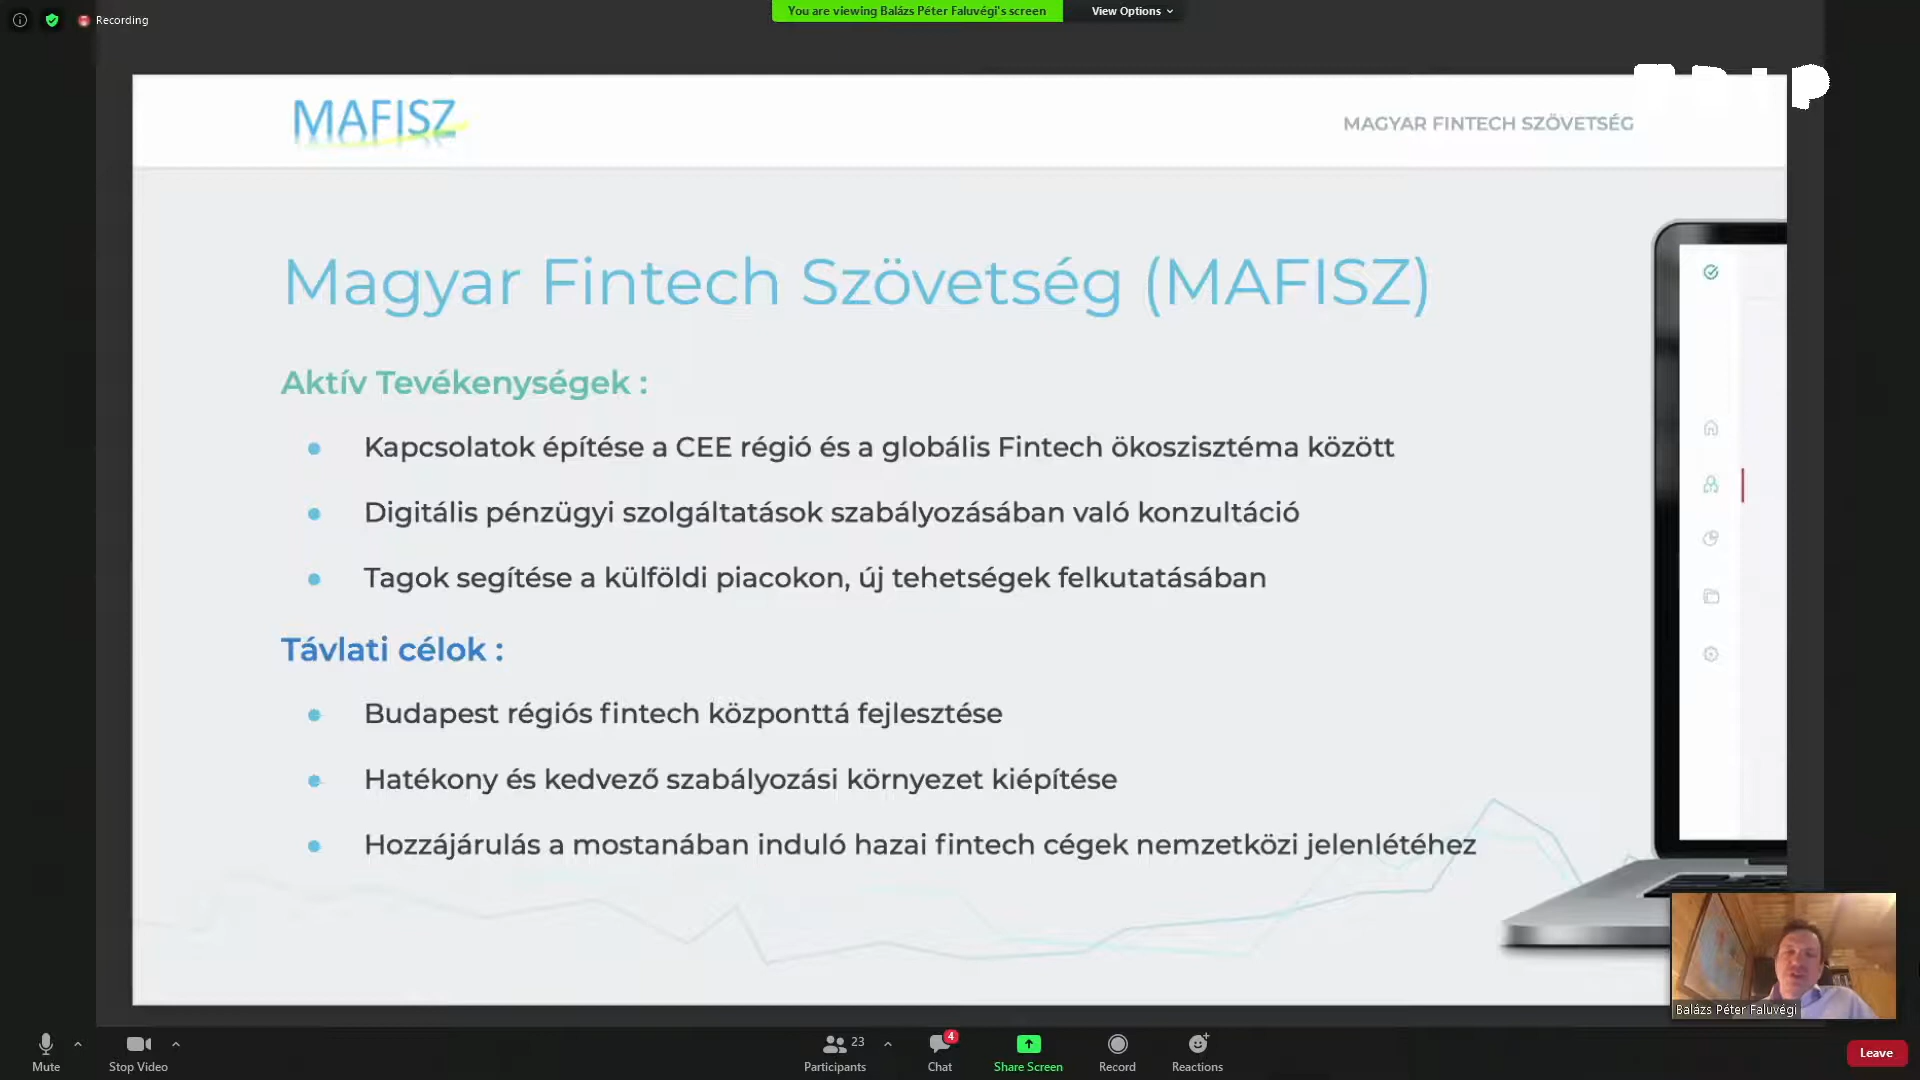 Recording
You are viewing Balázs Péter Faluvégi's screen
View Options
MAFISZ
MAGYAR FINTECH SZÖVETSÉG
Magyar Fintech Szövetség (MAFISZ)
Aktív Tevékenységek :
Kapcsolatok építése a CEE régió és a globális Fintech ökoszisztéma között
Digitális pénzügyi szolgáltatások szabályozásában való konzultáció
Tagok segítése a külföldi piacokon, új tehetségek felkutatásában
Távlati célok :
Budapest régiós fintech központtá fejlesztése
Hatékony és kedvező szabályozási környezet kiépítése
Hozzájárulás a mostanában induló hazai fintech cégek nemzetközi jelenlétéhez
Balázs Péter Faluvégi
Mute
Stop Video
Participants
23
Chat
4
Share Screen
Record
Reactions
Leave